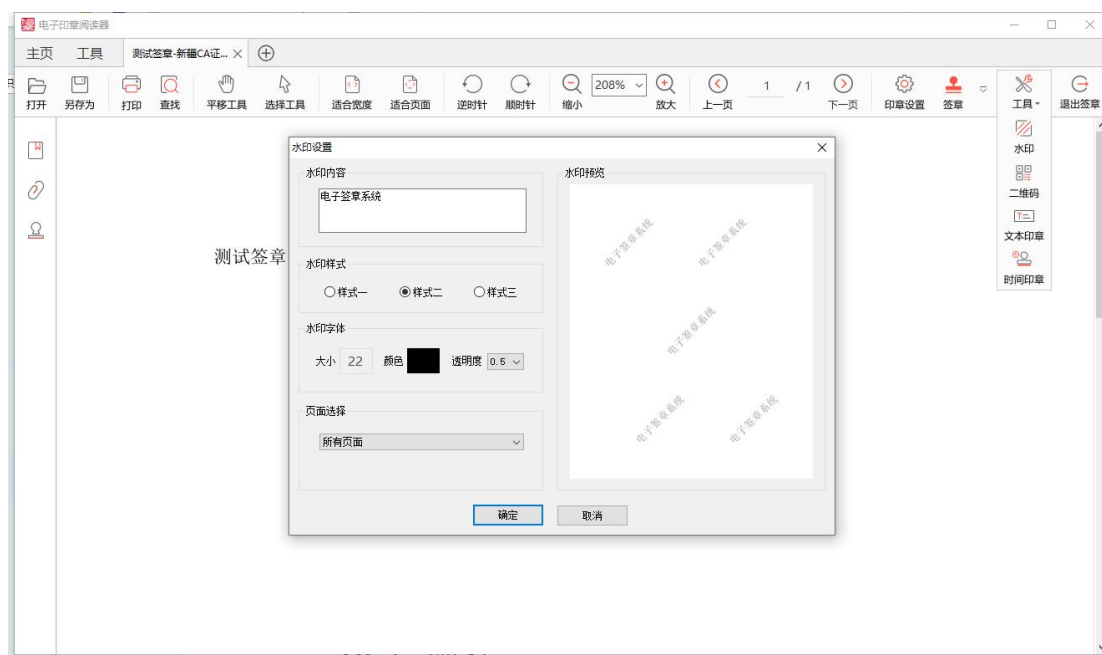 电子印章阅读器
主页 工具 测试签章-新疆CA证...
打开 另存为 打印 查找 平移工具 选择工具 适合宽度 适合页面 逆时针 顺时针 缩小 208% 放大 上一页 1 / 1 下一页 印章设置 签章 工具 退出签章
水印
二维码
文本印章
时间印章
测试签章
水印设置
水印内容
电子签章系统
水印样式
样式一 样式二 样式三
水印字体
大小 22 颜色 透明度 0.5
页面选择
所有页面
水印预览
电子签章系统 电子签章系统
电子签章系统
电子签章系统 电子签章系统
确定 取消